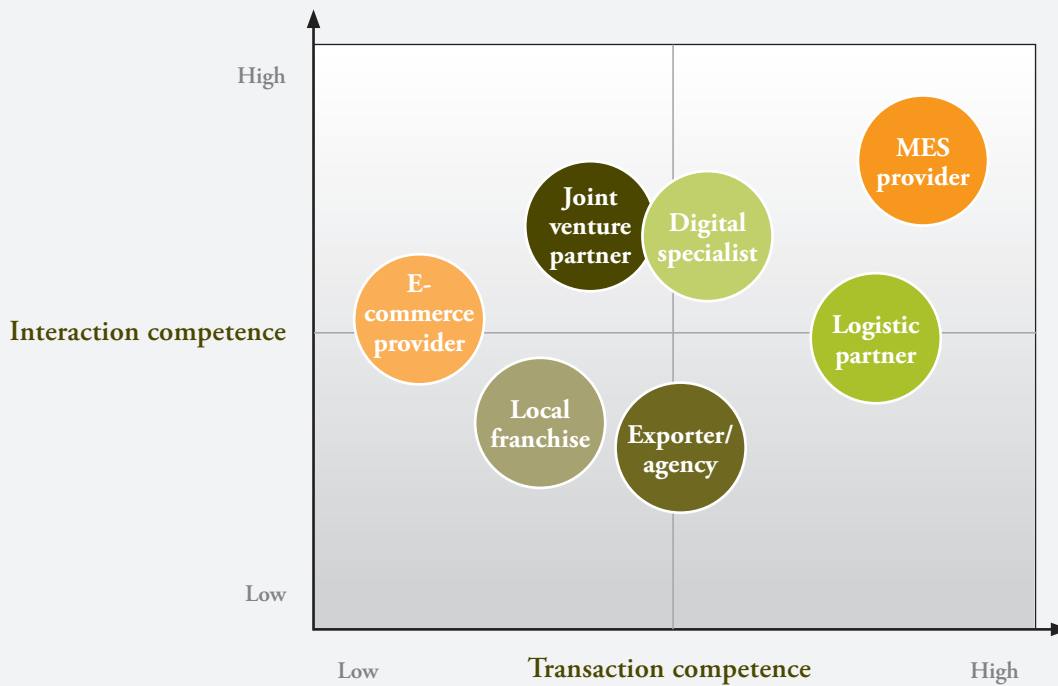 High
MES
provider
Joint
venture
partner
Digital
specialist
E-
commerce
provider
Interaction competence
Logistic
partner
Local
franchise
Exporter/
agency
Low
Low
Transaction competence
High